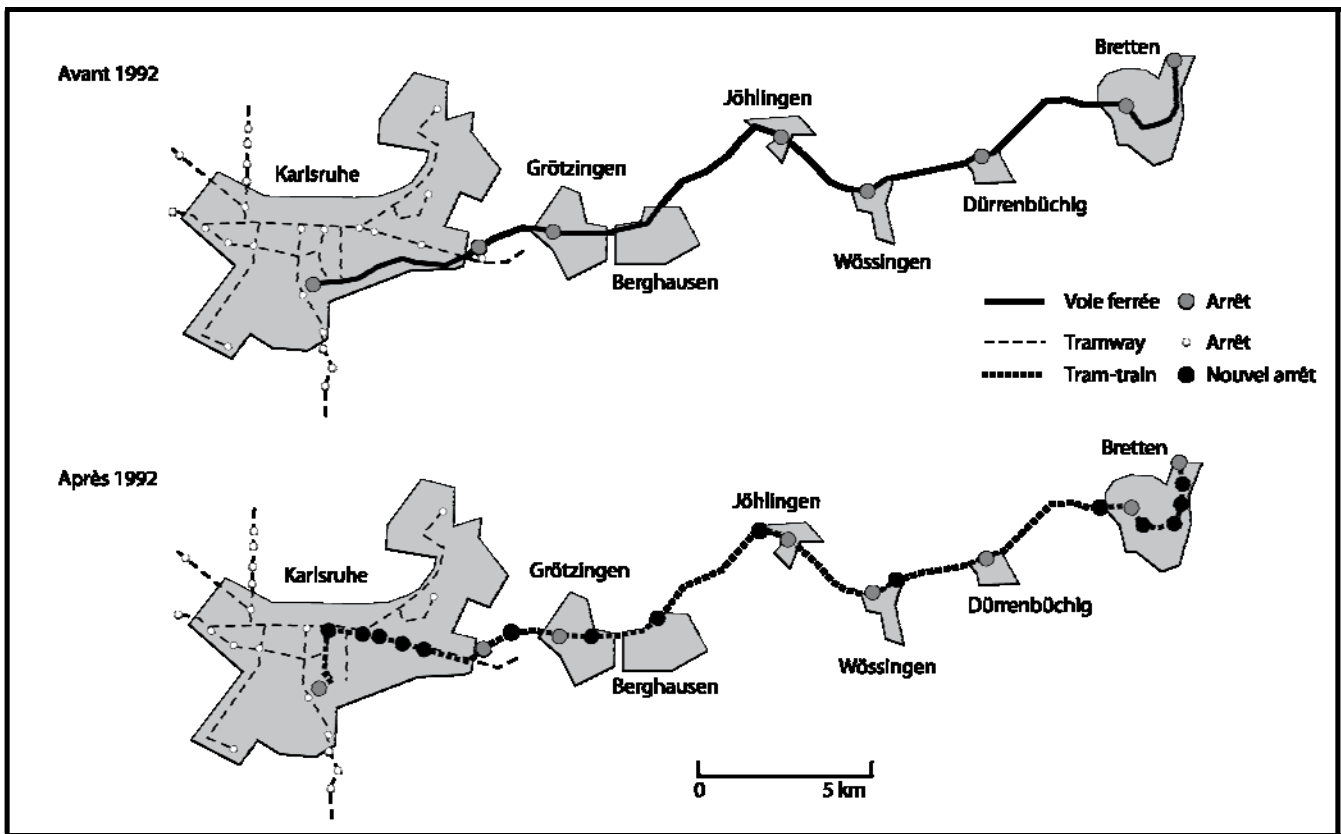 Avant 1992
Bretten
Jöhlingen
Karlsruhe
Grötzingen
Dürrenbüchig
Wössingen
Berghausen
Voie ferrée Arrêt
Tramway Arrêt
Tram-train Nouvel arrêt
Bretten
Après 1992
Jöhlingen
Grötzingen
Karlsruhe
Dürrenbüchig
Wössingen
Berghausen
0 5 km